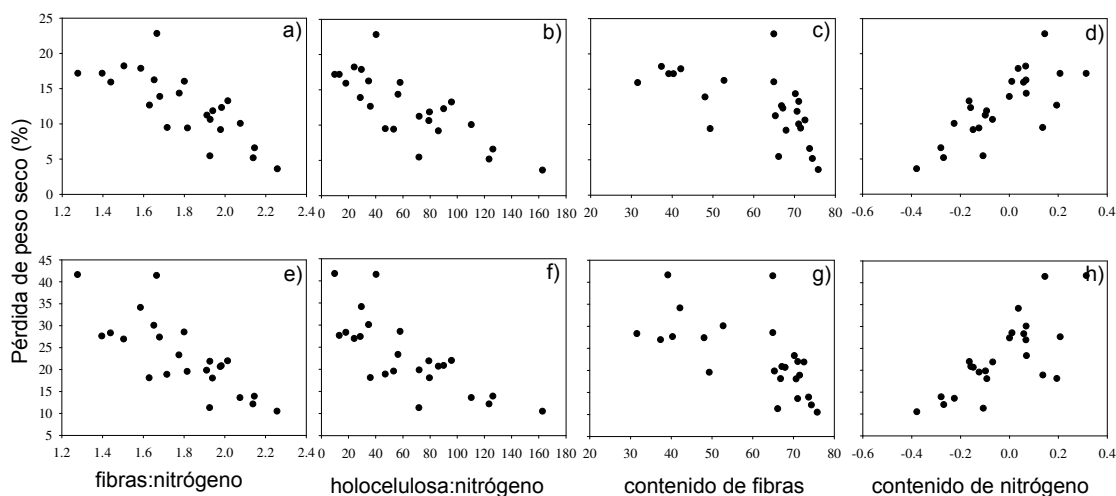 Pérdida de peso seco (%)
25
20
15
10
5
0
a)
b)
c)
d)
1.2 1.4 1.6 1.8 2.0 2.2 2.4
0 20 40 60 80 100 120 140 160 180
20 30 40 50 60 70 80
-0.6 -0.4 -0.2 0.0 0.2 0.4
45
40
35
30
25
20
15
10
5
e)
f)
g)
h)
1.2 1.4 1.6 1.8 2.0 2.2 2.4
0 20 40 60 80 100 120 140 160 180
20 30 40 50 60 70 80
-0.6 -0.4 -0.2 0.0 0.2 0.4
fibras:nitrógeno
holocelulosa:nitrógeno
contenido de fibras
contenido de nitrógeno